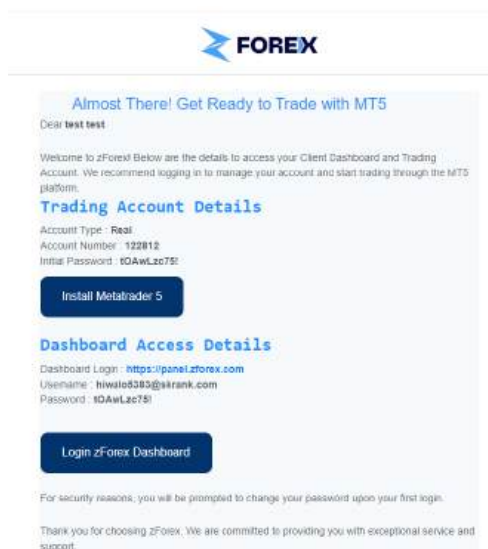 FOREX
Almost There! Get Ready to Trade with MT5
Dear test test
Welcome to zForex! Below are the details to access your Client Dashboard and Trading
Account. We recommend logging in to manage your account and start trading through the MT5
platform.
Trading Account Details
Account Type : Real
Account Number : 122812
Initial Password : tOAwLzc75!
Install Metatrader 5
Dashboard Access Details
Dashboard Login : https://panel.zforex.com
Username : hiwalo5383@skrank.com
Password : tOAwLzc75!
Login zForex Dashboard
For security reasons, you will be prompted to change your password upon your first login.
Thank you for choosing zForex. We are committed to providing you with exceptional service and
support.